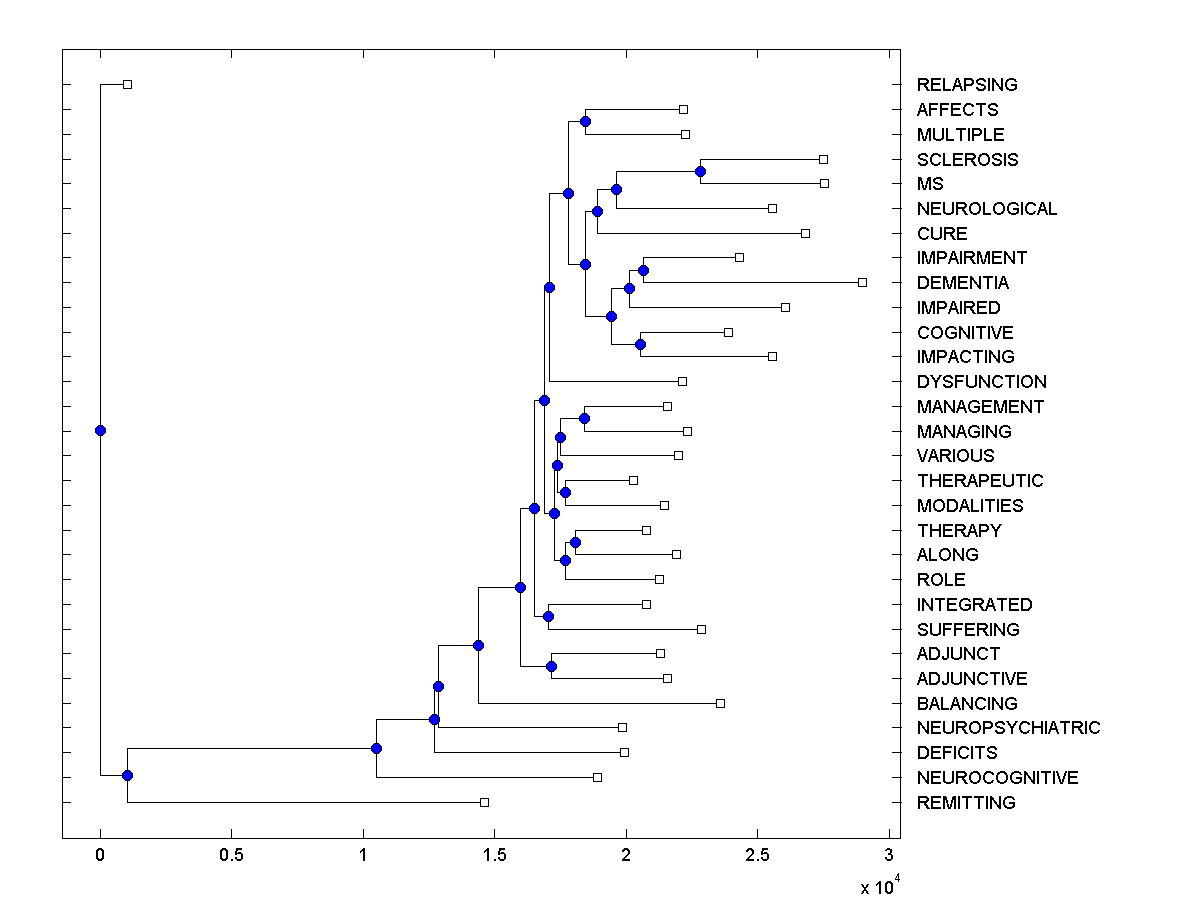 RELAPSING
AFFECTS
MULTIPLE
SCLEROSIS
MS
NEUROLOGICAL
CURE
IMPAIRMENT
DEMENTIA
IMPAIRED
COGNITIVE
IMPACTING
DYSFUNCTION
MANAGEMENT
MANAGING
VARIOUS
THERAPEUTIC
MODALITIES
THERAPY
ALONG
ROLE
INTEGRATED
SUFFERING
ADJUNCT
ADJUNCTIVE
BALANCING
NEUROPSYCHIATRIC
DEFICITS
NEUROCOGNITIVE
REMITTING
0 0.5 1 1.5 2 2.5 3
x 10^4